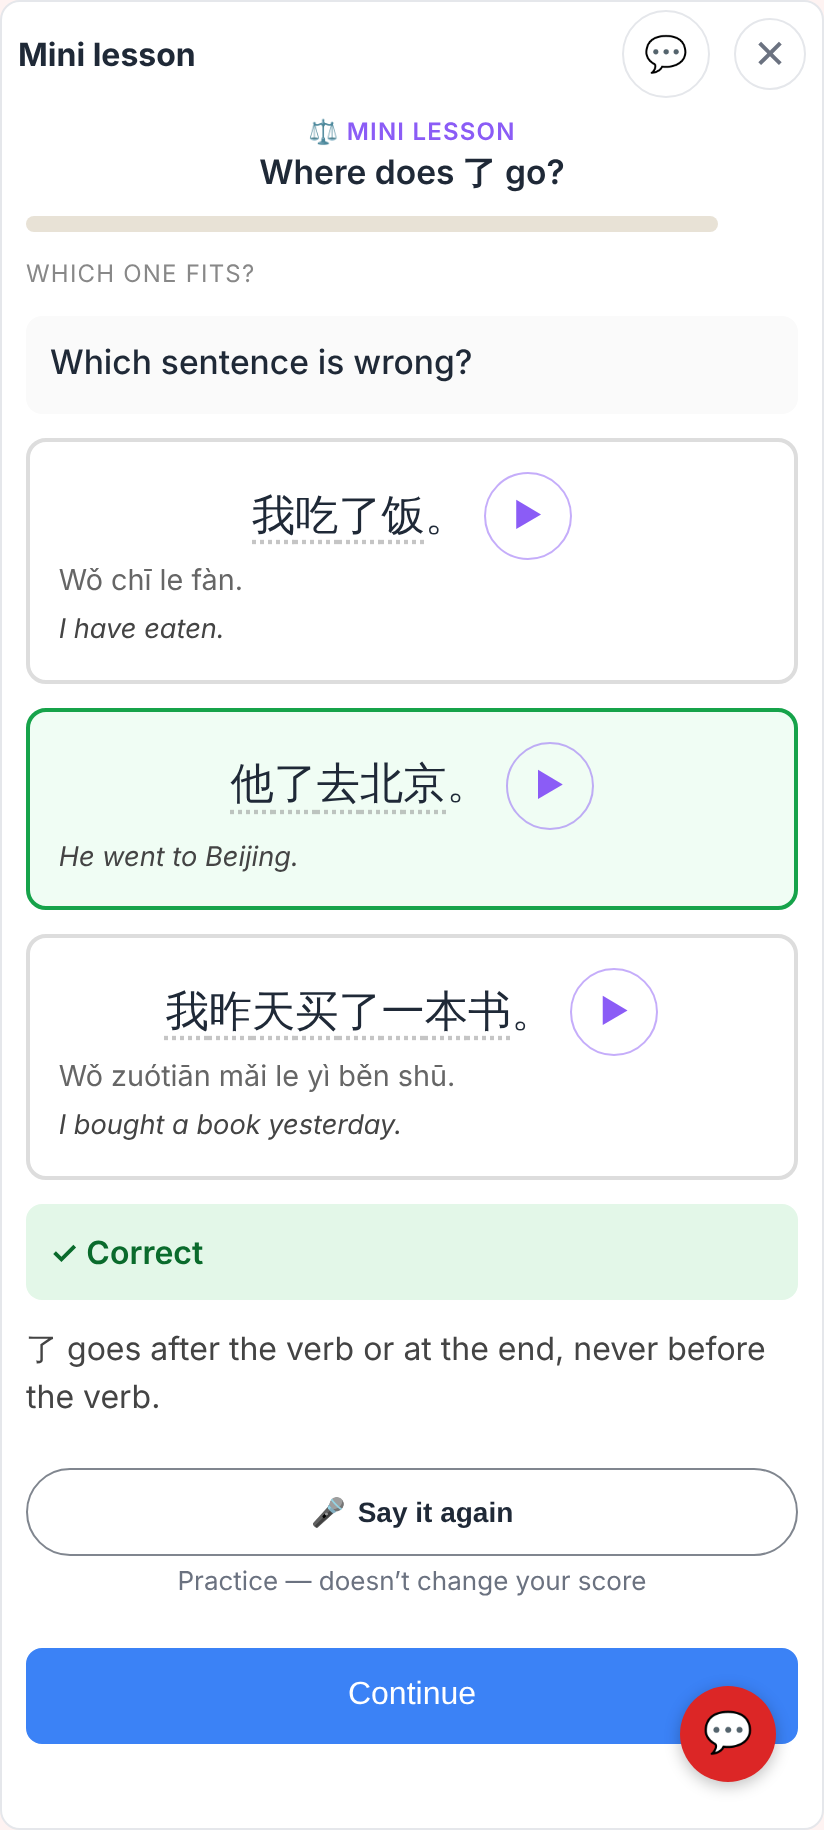 Mini lesson
MINI LESSON
Where does 了 go?
WHICH ONE FITS?
Which sentence is wrong?
我吃了饭。
Wǒ chī le fàn.
I have eaten.
他了去北京。
He went to Beijing.
我昨天买了一本书。
Wǒ zuótiān mǎi le yì běn shū.
I bought a book yesterday.
✓ Correct
了 goes after the verb or at the end, never before
the verb.
Say it again
Practice — doesn’t change your score
Continue